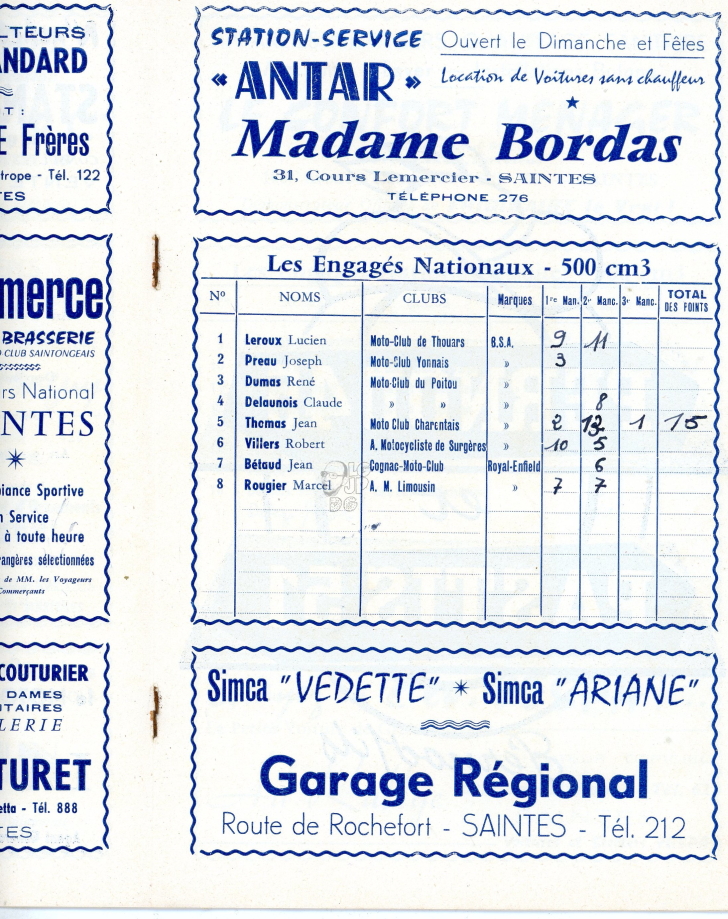 LTEURS
ANDARD
T :
E Frères
trope - Tél. 122
TES
merce
BRASSERIE
O-CLUB SAINTONGEAIS
rs National
NTES
biance Sportive
n Service
à toute heure
rangères sélectionnées
de MM. les Voyageurs
Commerçants
COUTURIER
DAMES
NTAIRES
LERIE
TURET
etta - Tél. 888
TES
STATION-SERVICE Ouvert le Dimanche et Fêtes
« ANTAR » Location de Voitures sans chauffeur
Madame Bordas
31, Cours Lemercier - SAINTES
TÉLÉPHONE 276
Les Engagés Nationaux - 500 cm3
Nº NOMS CLUBS Marques 1re Man. 2e Manc. 3e Manc. TOTAL DES POINTS
1 Leroux Lucien Moto-Club de Thouars B.S.A. 9 11
2 Preau Joseph Moto-Club Yonnais » 3
3 Dumas René Moto-Club du Poitou »
4 Delaunois Claude » » » 8
5 Thomas Jean Moto Club Charentais » 2 12 1 15
6 Villers Robert A. Motocycliste de Surgères » 10 5
7 Bétaud Jean Cognac-Moto-Club Royal-Enfield 6
8 Rougier Marcel A. M. Limousin » 7 7
Simca "VEDETTE" * Simca "ARIANE"
Garage Régional
Route de Rochefort - SAINTES - Tél. 212